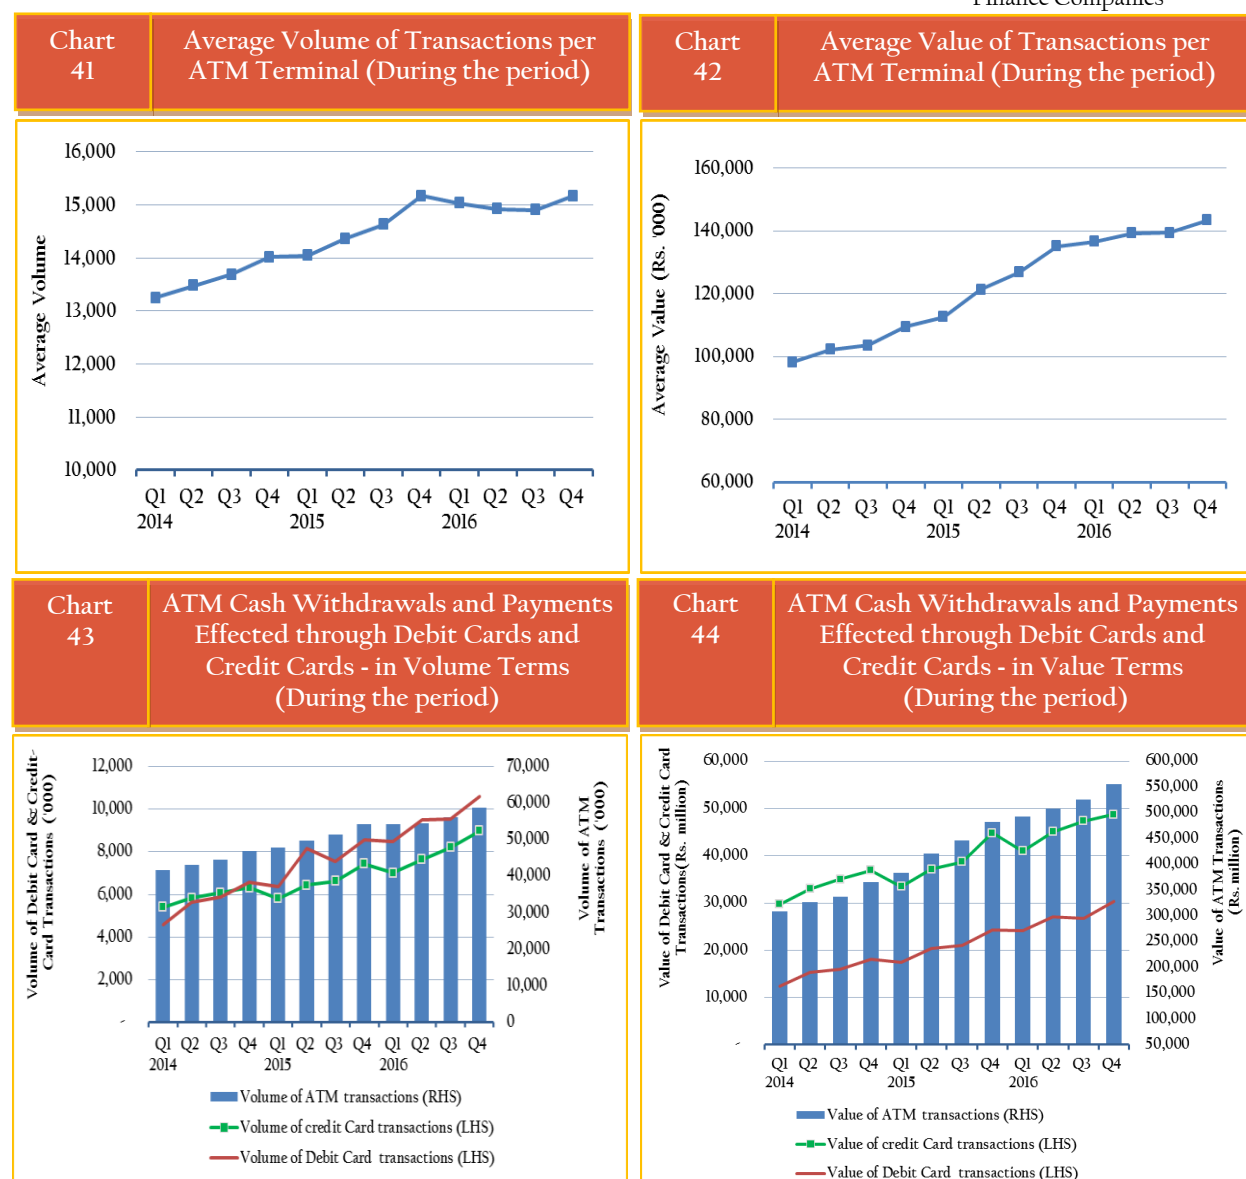 Finance Companies
Chart
41
Average Volume of Transactions per
ATM Terminal (During the period)
Chart
42
Average Value of Transactions per
ATM Terminal (During the period)
Average Volume
16,000
15,000
14,000
13,000
12,000
11,000
10,000
Q1 Q2 Q3 Q4 Q1 Q2 Q3 Q4 Q1 Q2 Q3 Q4
2014 2015 2016
Average Value (Rs. '000)
160,000
140,000
120,000
100,000
80,000
60,000
Q1 Q2 Q3 Q4 Q1 Q2 Q3 Q4 Q1 Q2 Q3 Q4
2014 2015 2016
Chart
43
ATM Cash Withdrawals and Payments
Effected through Debit Cards and
Credit Cards - in Volume Terms
(During the period)
Chart
44
ATM Cash Withdrawals and Payments
Effected through Debit Cards and
Credit Cards - in Value Terms
(During the period)
Volume of Debit Card & Credit-
Card Transactions ('000)
12,000
10,000
8,000
6,000
4,000
2,000
-
70,000
60,000
50,000
40,000
30,000
20,000
10,000
0
Volume of ATM
Transactions ('000)
Q1 Q2 Q3 Q4 Q1 Q2 Q3 Q4 Q1 Q2 Q3 Q4
2014 2015 2016
Volume of ATM transactions (RHS)
Volume of credit Card transactions (LHS)
Volume of Debit Card transactions (LHS)
Value of Debit Card & Credit Card
Transactions(Rs. million)
60,000
50,000
40,000
30,000
20,000
10,000
-
600,000
550,000
500,000
450,000
400,000
350,000
300,000
250,000
200,000
150,000
100,000
50,000
Value of ATM Transactions
(Rs. million)
Q1 Q2 Q3 Q4 Q1 Q2 Q3 Q4 Q1 Q2 Q3 Q4
2014 2015 2016
Value of ATM transactions (RHS)
Value of credit Card transactions (LHS)
Value of Debit Card transactions (LHS)